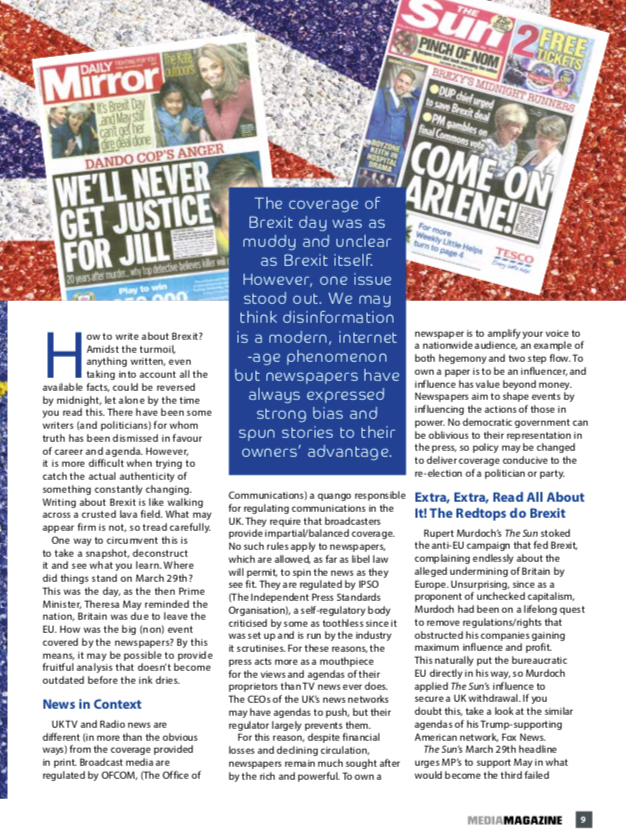 DAILY
FIGHTING FOR YOU
Mirror
The Kate
outdoors
It's Brexit Day
..and May still
can't get her
dire deal done
DANDO COP'S ANGER
WE'LL NEVER
GET JUSTICE
FOR JILL
20 years after murder.. why top detective believes killer will
Play to win
THE
Sun
PINCH OF NOM
2 FREE
TICKETS
BREXY'S MIDNIGHT RUNNERS
DUP chief urged
to save Brexit deal
PM gambles on
final Commons vote
BOYZONE
KEITH IN
HOSPITAL
DRAMA
COME ON
ARLENE!
For more
Weekly Little Helps
turn to page 4
TESCO
Every little helps
The coverage of
Brexit day was as
muddy and unclear
as Brexit itself.
However, one issue
stood out. We may
think disinformation
is a modern, internet
-age phenomenon
but newspapers have
always expressed
strong bias and
spun stories to their
owners' advantage.
How to write about Brexit?
Amidst the turmoil,
anything written, even
taking into account all the
available facts, could be reversed
by midnight, let alone by the time
you read this. There have been some
writers (and politicians) for whom
truth has been dismissed in favour
of career and agenda. However,
it is more difficult when trying to
catch the actual authenticity of
something constantly changing.
Writing about Brexit is like walking
across a crusted lava field. What may
appear firm is not, so tread carefully.
One way to circumvent this is
to take a snapshot, deconstruct
it and see what you learn. Where
did things stand on March 29th?
This was the day, as the then Prime
Minister, Theresa May reminded the
nation, Britain was due to leave the
EU. How was the big (non) event
covered by the newspapers? By this
means, it may be possible to provide
fruitful analysis that doesn't become
outdated before the ink dries.
News in Context
UK TV and Radio news are
different (in more than the obvious
ways) from the coverage provided
in print. Broadcast media are
regulated by OFCOM, (The Office of
Communications) a quango responsible
for regulating communications in the
UK. They require that broadcasters
provide impartial/balanced coverage.
No such rules apply to newspapers,
which are allowed, as far as libel law
will permit, to spin the news as they
see fit. They are regulated by IPSO
(The Independent Press Standards
Organisation), a self-regulatory body
criticised by some as toothless since it
was set up and is run by the industry
it scrutinises. For these reasons, the
press acts more as a mouthpiece
for the views and agendas of their
proprietors than TV news ever does.
The CEOs of the UK's news networks
may have agendas to push, but their
regulator largely prevents them.
For this reason, despite financial
losses and declining circulation,
newspapers remain much sought after
by the rich and powerful. To own a
newspaper is to amplify your voice to
a nationwide audience, an example of
both hegemony and two step flow. To
own a paper is to be an influencer, and
influence has value beyond money.
Newspapers aim to shape events by
influencing the actions of those in
power. No democratic government can
be oblivious to their representation in
the press, so policy may be changed
to deliver coverage conducive to the
re-election of a politician or party.
Extra, Extra, Read All About
It! The Redtops do Brexit
Rupert Murdoch's The Sun stoked
the anti-EU campaign that fed Brexit,
complaining endlessly about the
alleged undermining of Britain by
Europe. Unsurprising, since as a
proponent of unchecked capitalism,
Murdoch had been on a lifelong quest
to remove regulations/rights that
obstructed his companies gaining
maximum influence and profit.
This naturally put the bureaucratic
EU directly in his way, so Murdoch
applied The Sun's influence to
secure a UK withdrawal. If you
doubt this, take a look at the similar
agendas of his Trump-supporting
American network, Fox News.
The Sun's March 29th headline
urges MP's to support May in what
would become the third failed
MEDIAMAGAZINE
9